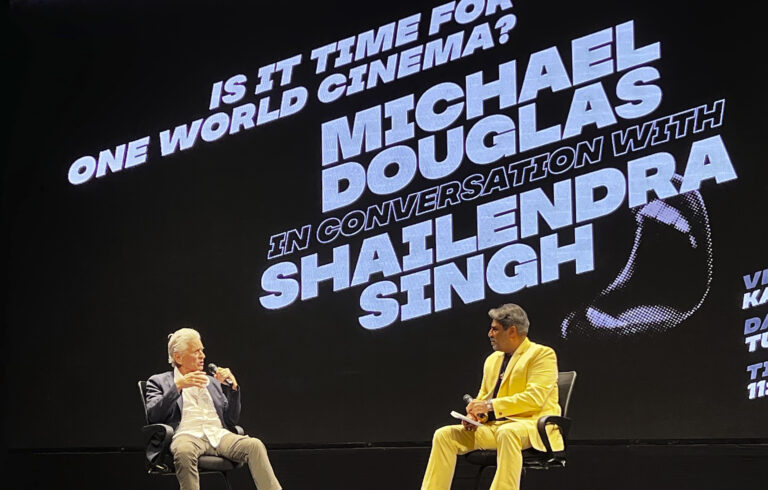 IS IT TIME FOR
ONE WORLD CINEMA?
MICHAEL
DOUGLAS
IN CONVERSATION WITH
SHAILENDRA
SINGH